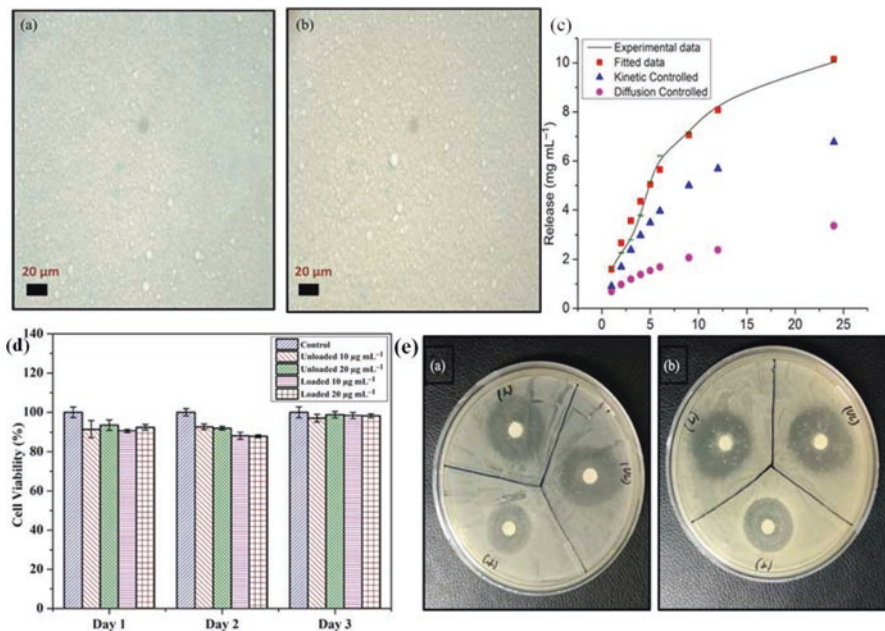 (a)
20 µm
(b)
20 µm
(c)
Experimental data
Fitted data
Kinetic Controlled
Diffusion Controlled
Release (mg mL⁻¹)
10
8
6
4
2
0
0
5
10
15
20
25
(d)
Cell Viability (%)
140
120
100
80
60
40
20
0
Control
Unloaded 10 µg mL⁻¹
Unloaded 20 µg mL⁻¹
Loaded 10 µg mL⁻¹
Loaded 20 µg mL⁻¹
Day 1
Day 2
Day 3
(e)
(a)
(UL)
(+)
(b)
(L)
(UL)
(+)